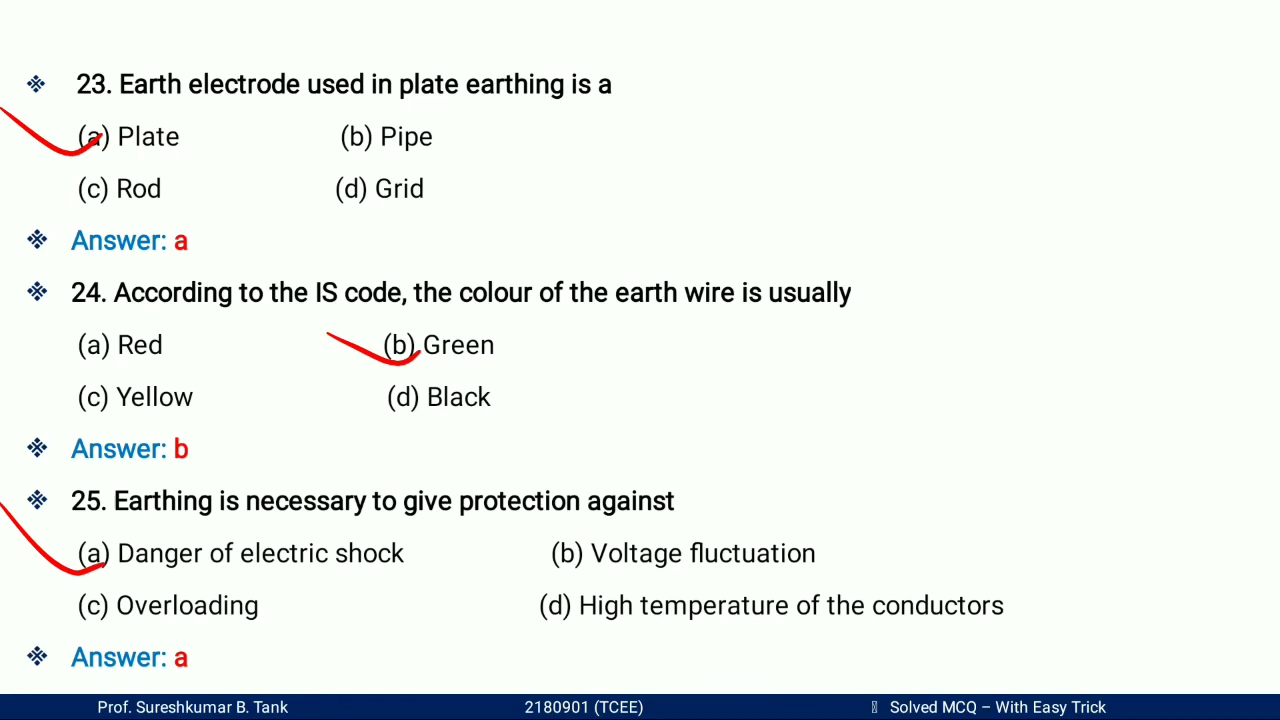 23. Earth electrode used in plate earthing is a
(a) Plate (b) Pipe
(c) Rod (d) Grid
Answer: a
24. According to the IS code, the colour of the earth wire is usually
(a) Red (b) Green
(c) Yellow (d) Black
Answer: b
25. Earthing is necessary to give protection against
(a) Danger of electric shock (b) Voltage fluctuation
(c) Overloading (d) High temperature of the conductors
Answer: a
Prof. Sureshkumar B. Tank 2180901 (TCEE) Solved MCQ – With Easy Trick